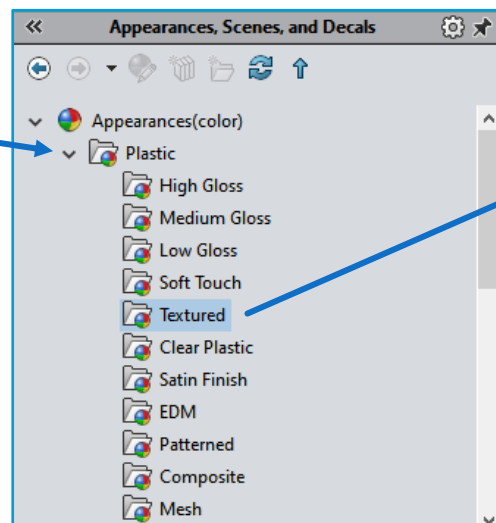 Appearances, Scenes, and Decals
Appearances(color)
Plastic
High Gloss
Medium Gloss
Low Gloss
Soft Touch
Textured
Clear Plastic
Satin Finish
EDM
Patterned
Composite
Mesh